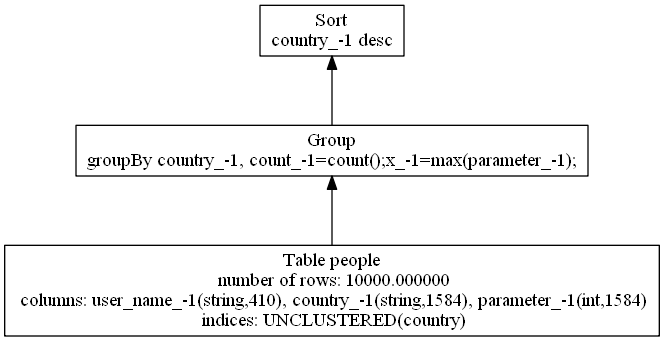 Sort
country_-1 desc
Group
groupBy country_-1, count_-1=count();x_-1=max(parameter_-1);
Table people
number of rows: 10000.000000
columns: user_name_-1(string,410), country_-1(string,1584), parameter_-1(int,1584)
indices: UNCLUSTERED(country)